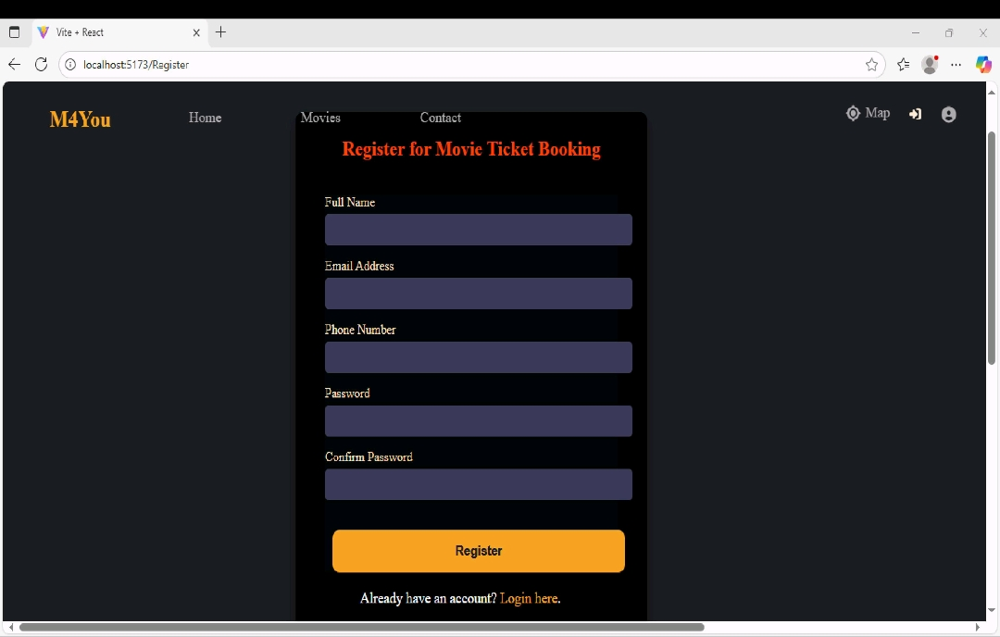 Vite + React
localhost:5173/Register
M4You Home Movies Contact Map
Register for Movie Ticket Booking
Full Name
Email Address
Phone Number
Password
Confirm Password
Register
Already have an account? Login here.